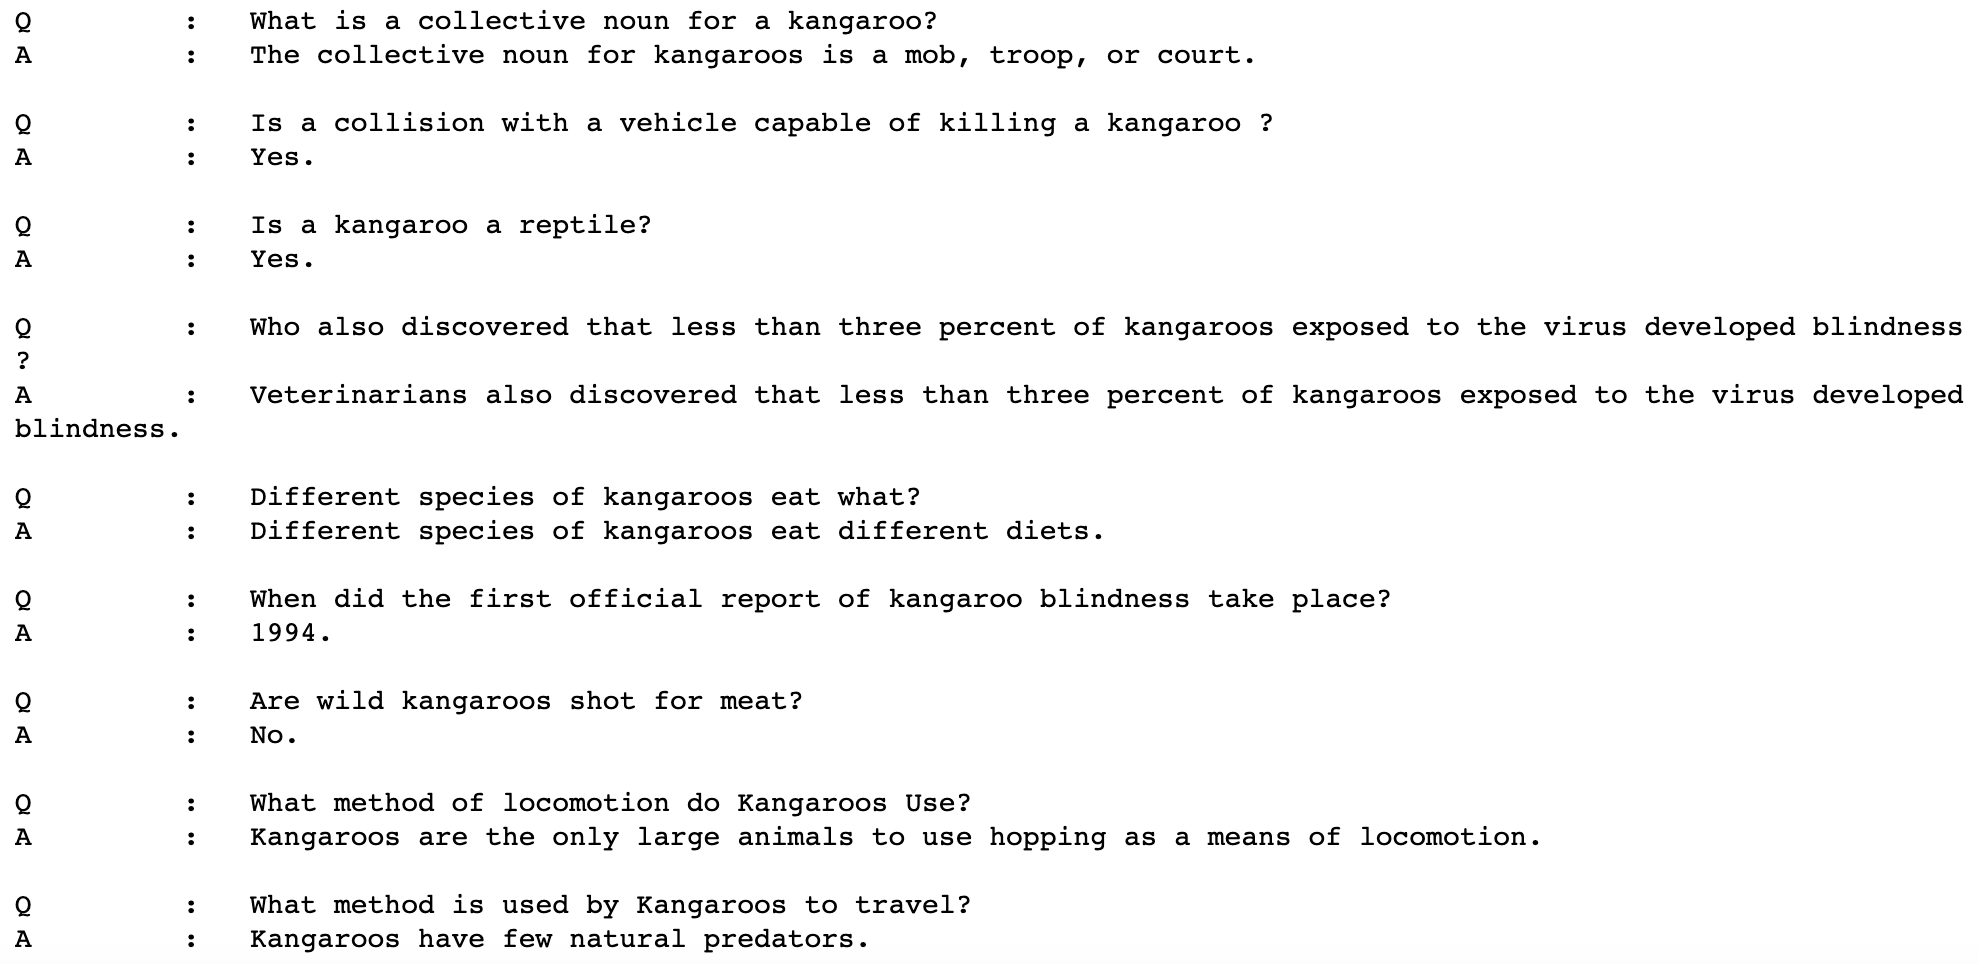 Q : What is a collective noun for a kangaroo?
A : The collective noun for kangaroos is a mob, troop, or court.
Q : Is a collision with a vehicle capable of killing a kangaroo ?
A : Yes.
Q : Is a kangaroo a reptile?
A : Yes.
Q : Who also discovered that less than three percent of kangaroos exposed to the virus developed blindness
?
A : Veterinarians also discovered that less than three percent of kangaroos exposed to the virus developed
blindness.
Q : Different species of kangaroos eat what?
A : Different species of kangaroos eat different diets.
Q : When did the first official report of kangaroo blindness take place?
A : 1994.
Q : Are wild kangaroos shot for meat?
A : No.
Q : What method of locomotion do Kangaroos Use?
A : Kangaroos are the only large animals to use hopping as a means of locomotion.
Q : What method is used by Kangaroos to travel?
A : Kangaroos have few natural predators.